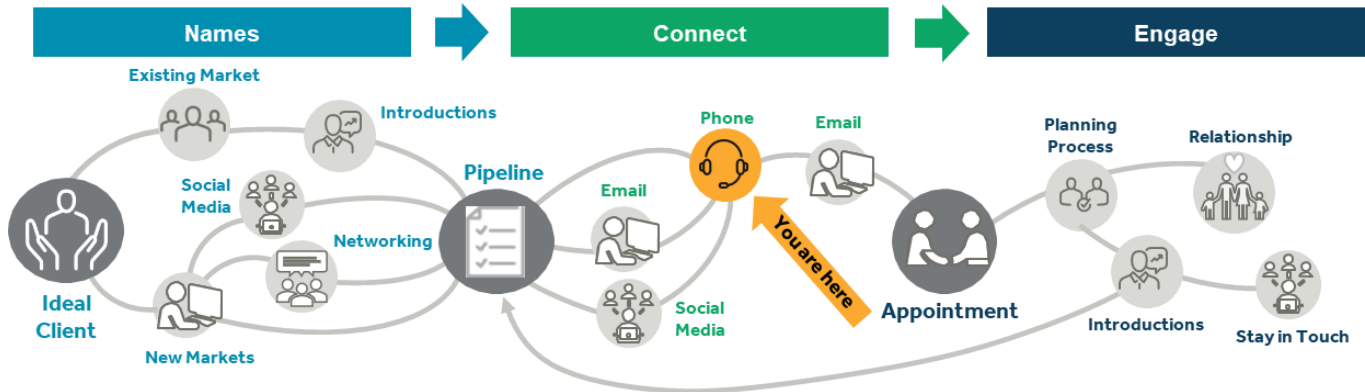 Names
Connect
Engage
Existing Market
Introductions
Social
Media
Networking
Ideal
Client
New Markets
Pipeline
Phone
Email
Email
Social
Media
You are here
Appointment
Planning
Process
Relationship
Introductions
Stay in Touch